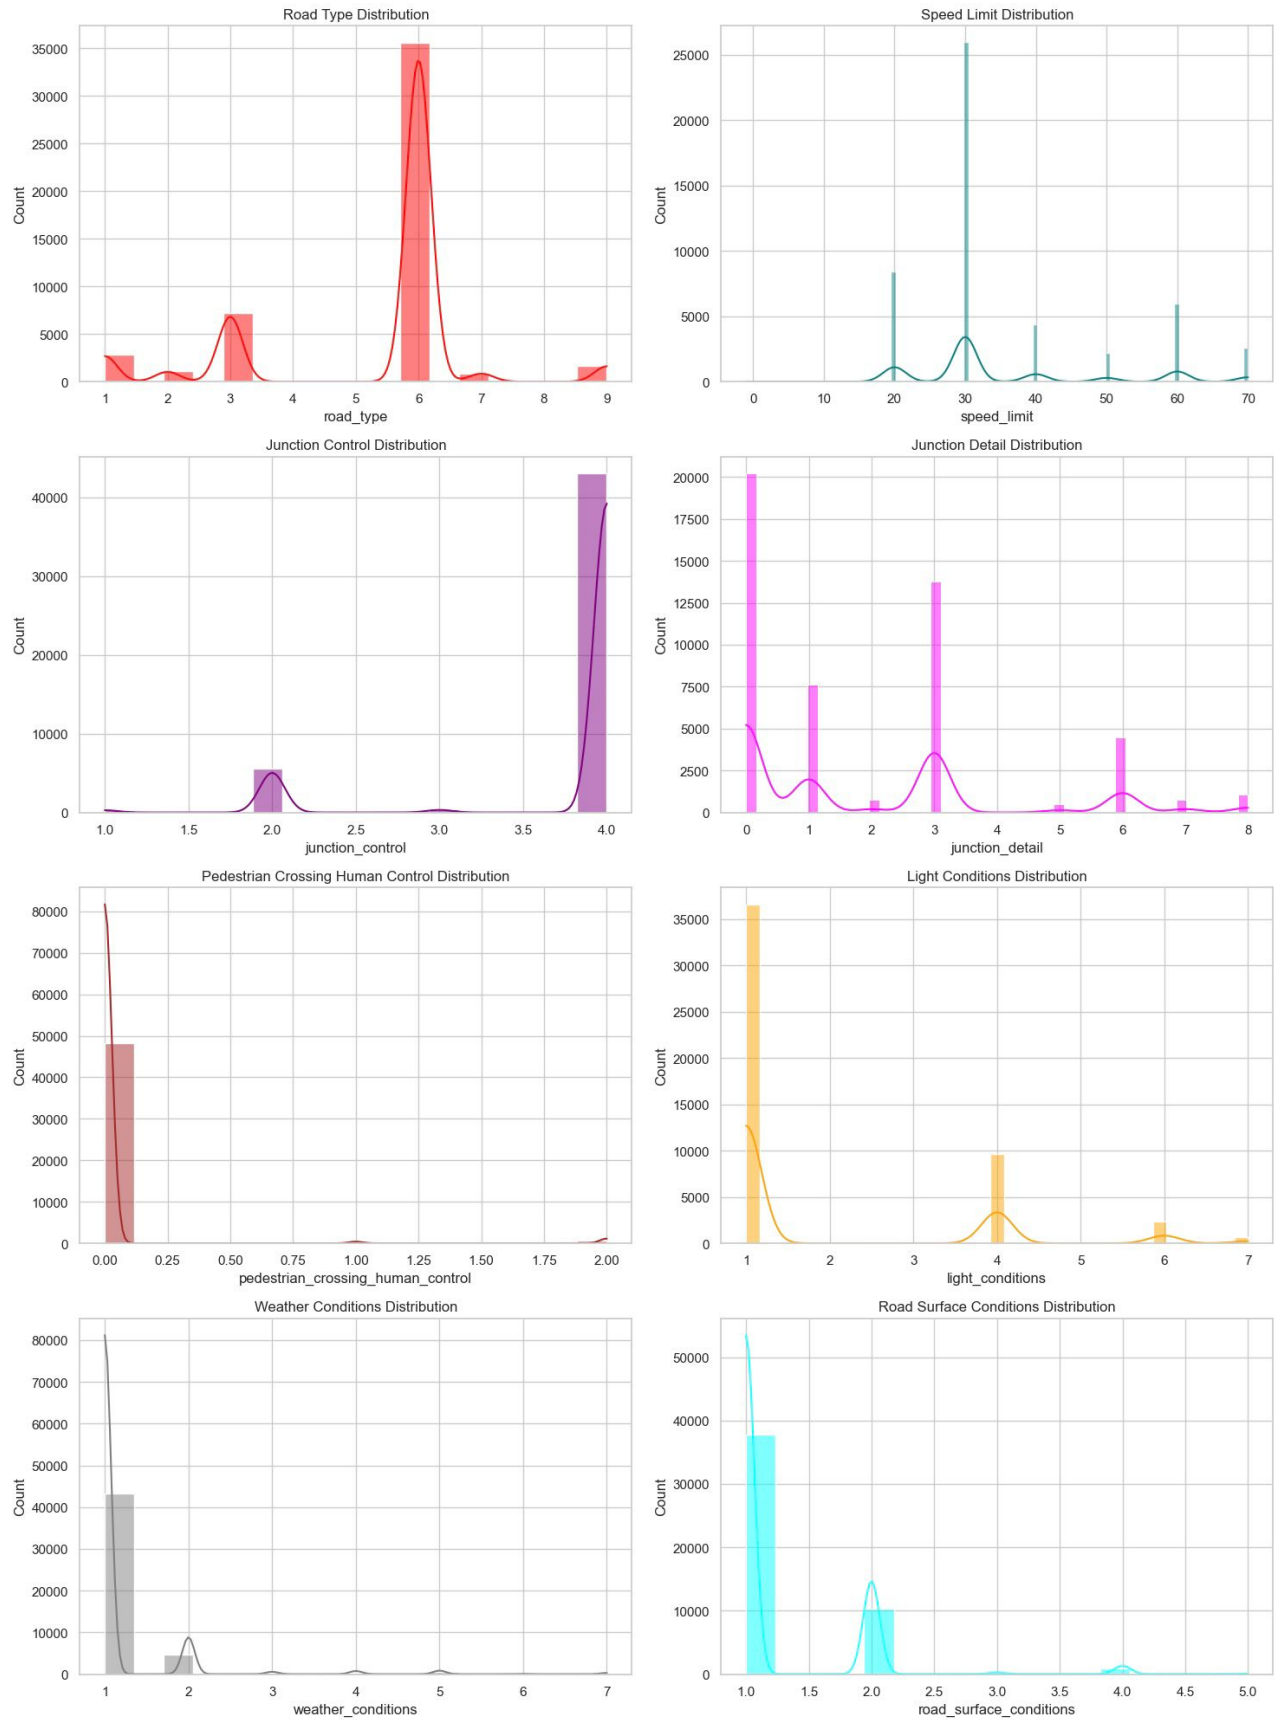 Road Type Distribution
35000
30000
25000
20000
15000
10000
5000
0
Count
1 2 3 4 5 6 7 8 9
road_type
Speed Limit Distribution
25000
20000
15000
10000
5000
0
Count
0 10 20 30 40 50 60 70
speed_limit
Junction Control Distribution
40000
30000
20000
10000
0
Count
1.0 1.5 2.0 2.5 3.0 3.5 4.0
junction_control
Junction Detail Distribution
20000
17500
15000
12500
10000
7500
5000
2500
0
Count
0 1 2 3 4 5 6 7 8
junction_detail
Pedestrian Crossing Human Control Distribution
80000
70000
60000
50000
40000
30000
20000
10000
0
Count
0.00 0.25 0.50 0.75 1.00 1.25 1.50 1.75 2.00
pedestrian_crossing_human_control
Light Conditions Distribution
35000
30000
25000
20000
15000
10000
5000
0
Count
1 2 3 4 5 6 7
light_conditions
Weather Conditions Distribution
80000
70000
60000
50000
40000
30000
20000
10000
0
Count
1 2 3 4 5 6 7
weather_conditions
Road Surface Conditions Distribution
50000
40000
30000
20000
10000
0
Count
1.0 1.5 2.0 2.5 3.0 3.5 4.0 4.5 5.0
road_surface_conditions